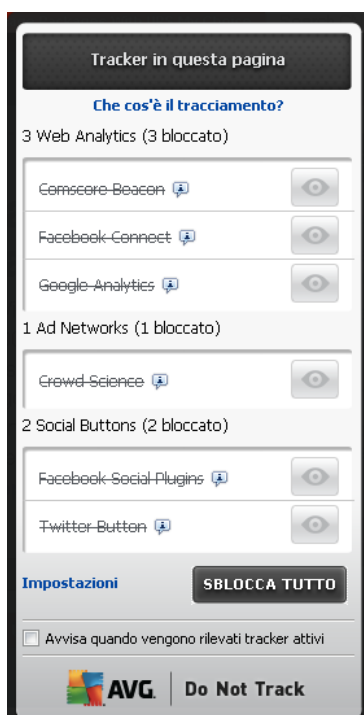 Tracker in questa pagina
Che cos'è il tracciamento?
3 Web Analytics (3 bloccato)
Comscore Beacon
Facebook Connect
Google Analytics
1 Ad Networks (1 bloccato)
Crowd Science
2 Social Buttons (2 bloccato)
Facebook Social Plugins
Twitter Button
Impostazioni SBLOCCA TUTTO
Avvisa quando vengono rilevati tracker attivi
AVG. Do Not Track